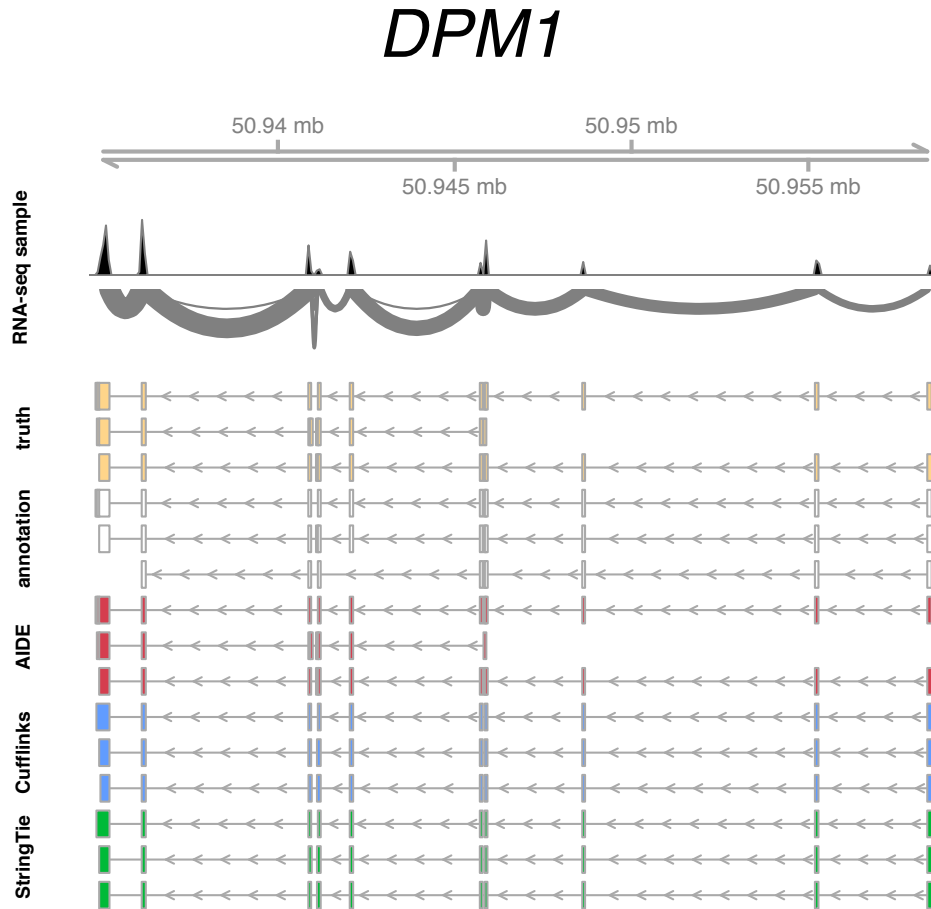 DPM1
50.94 mb
50.95 mb
50.945 mb
50.955 mb
RNA-seq sample
truth
annotation
AIDE
Cufflinks
StringTie